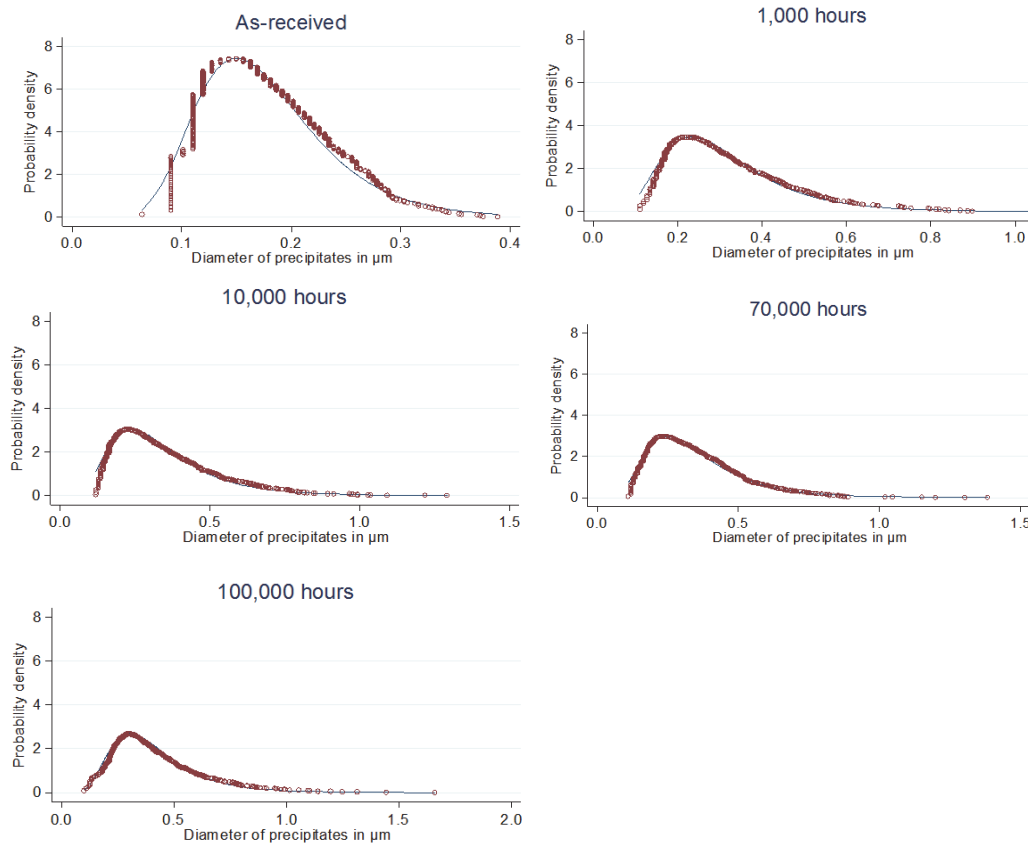 As-received
8
6
4
2
0
Probability density
0.0 0.1 0.2 0.3 0.4
Diameter of precipitates in µm
1,000 hours
8
6
4
2
0
Probability density
0.0 0.2 0.4 0.6 0.8 1.0
Diameter of precipitates in µm
10,000 hours
8
6
4
2
0
Probability density
0.0 0.5 1.0 1.5
Diameter of precipitates in µm
70,000 hours
8
6
4
2
0
Probability density
0.0 0.5 1.0 1.5
Diameter of precipitates in µm
100,000 hours
8
6
4
2
0
Probability density
0.0 0.5 1.0 1.5 2.0
Diameter of precipitates in µm